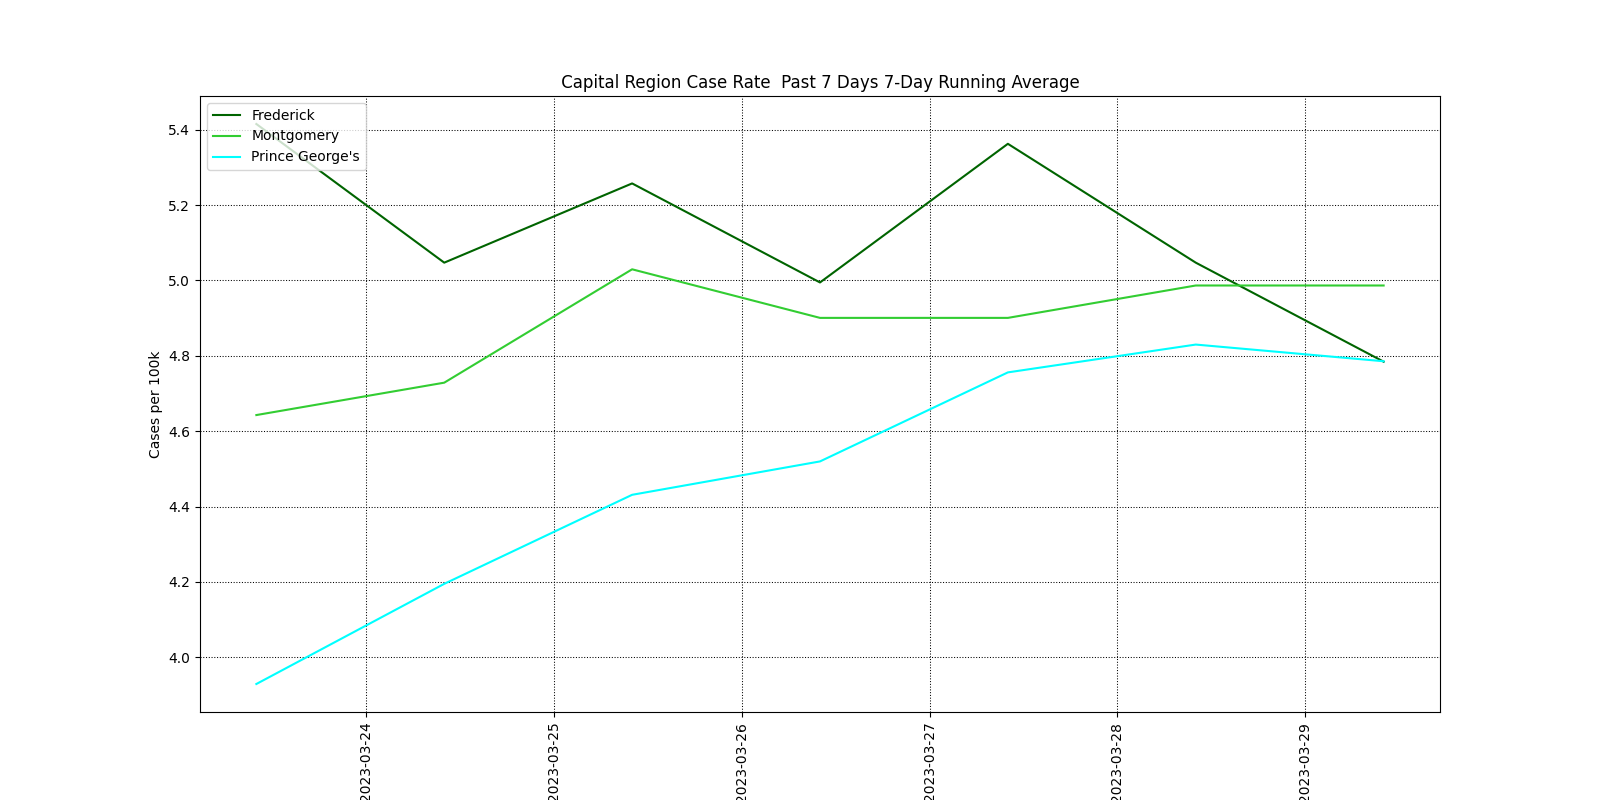 Capital Region Case Rate  Past 7 Days 7-Day Running Average
Frederick
Montgomery
Prince George's
Cases per 100k
5.4
5.2
5.0
4.8
4.6
4.4
4.2
4.0
2023-03-24
2023-03-25
2023-03-26
2023-03-27
2023-03-28
2023-03-29